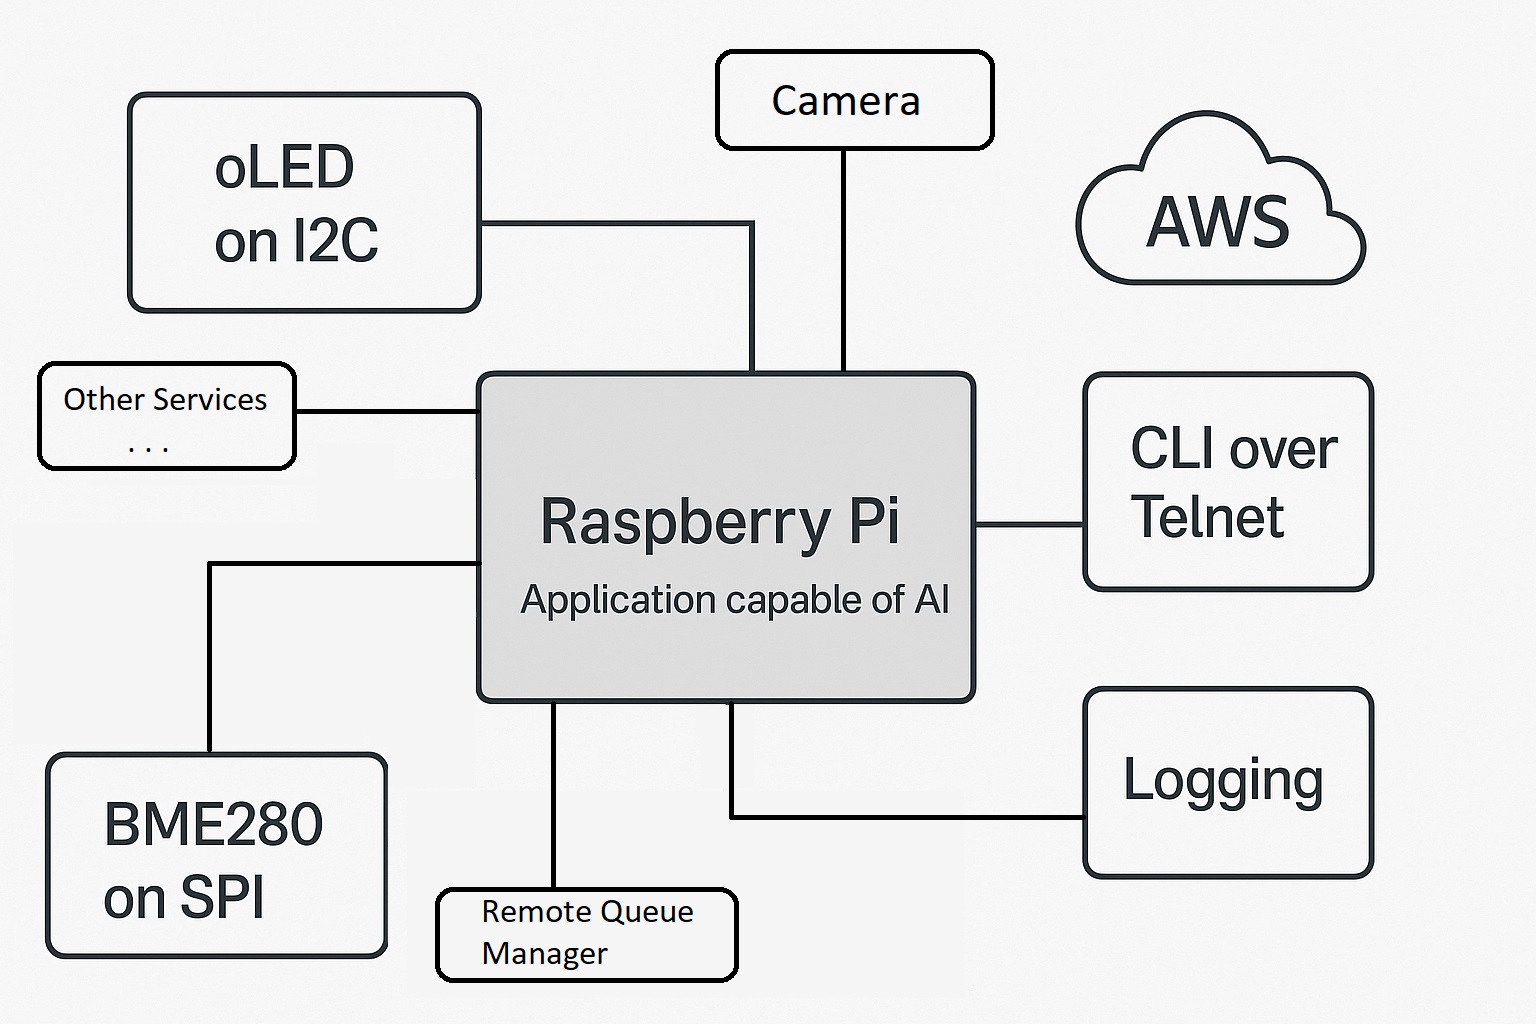 Camera
oLED
on I2C
AWS
Other Services
...
CLI over
Telnet
Raspberry Pi
Application capable of AI
BME280
on SPI
Logging
Remote Queue
Manager